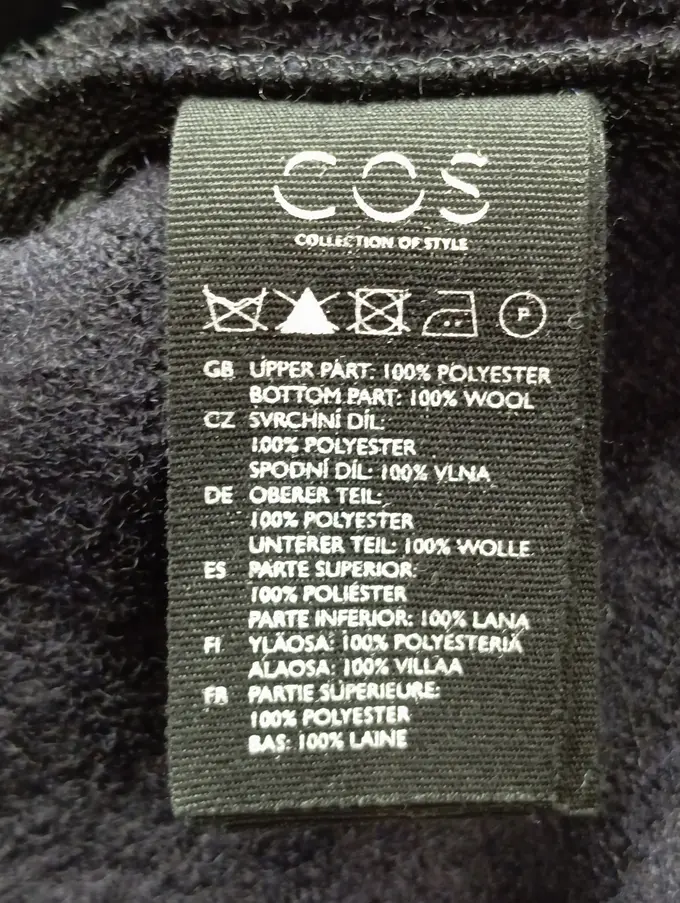 COS
COLLECTION OF STYLE
P
GB UPPER PART: 100% POLYESTER
BOTTOM PART: 100% WOOL
CZ SVRCHNÍ DÍL:
100% POLYESTER
SPODNÍ DÍL: 100% VLNA
DE OBERER TEIL:
100% POLYESTER
UNTERER TEIL: 100% WOLLE
ES PARTE SUPERIOR:
100% POLIÉSTER
PARTE INFERIOR: 100% LANA
FI YLÄOSA: 100% POLYESTERIÄ
ALAOSA: 100% VILLAA
FR PARTIE SUPERIEURE:
100% POLYESTER
BAS: 100% LAINE